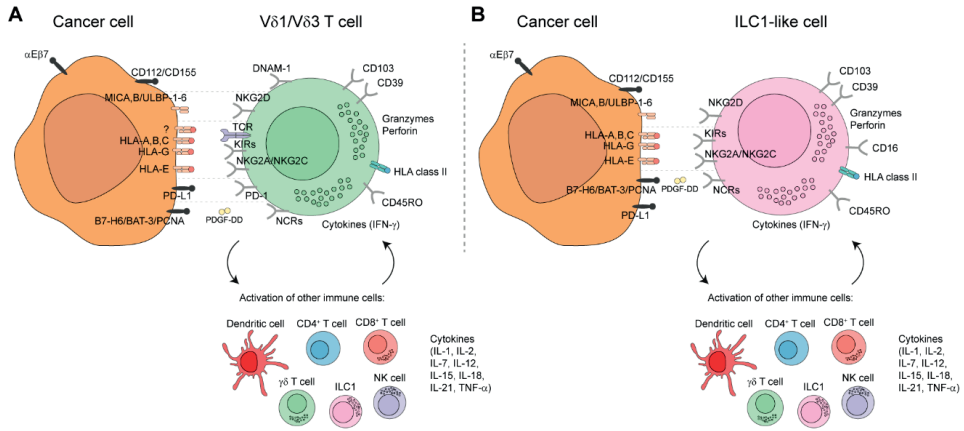 A
Cancer cell
Vδ1/Vδ3 T cell
αEβ7
CD112/CD155
MICA,B/ULBP-1-6
?
HLA-A,B,C
HLA-G
HLA-E
PD-L1
B7-H6/BAT-3/PCNA
PDGF-DD
DNAM-1
NKG2D
TCR
KIRs
NKG2A/NKG2C
PD-1
NCRs
CD103
CD39
Granzymes
Perforin
HLA class II
CD45RO
Cytokines (IFN-γ)
Activation of other immune cells:
Dendritic cell
CD4⁺ T cell
CD8⁺ T cell
γδ T cell
ILC1
NK cell
Cytokines
(IL-1, IL-2,
IL-7, IL-12,
IL-15, IL-18,
IL-21, TNF-α)
B
Cancer cell
ILC1-like cell
αEβ7
CD112/CD155
MICA,B/ULBP-1-6
HLA-A,B,C
HLA-G
HLA-E
B7-H6/BAT-3/PCNA
PD-L1
PDGF-DD
NKG2D
KIRs
NKG2A/NKG2C
NCRs
CD103
CD39
Granzymes
Perforin
CD16
HLA class II
CD45RO
Cytokines (IFN-γ)
Activation of other immune cells:
Dendritic cell
CD4⁺ T cell
CD8⁺ T cell
γδ T cell
ILC1
NK cell
Cytokines
(IL-1, IL-2,
IL-7, IL-12,
IL-15, IL-18,
IL-21, TNF-α)